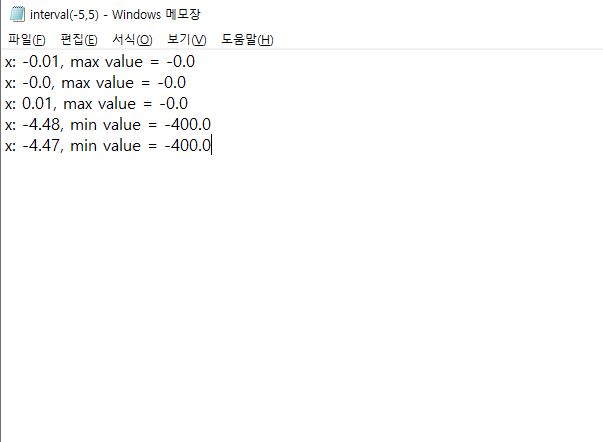 interval(-5,5) - Windows 메모장
파일(F) 편집(E) 서식(O) 보기(V) 도움말(H)
x: -0.01, max value = -0.0
x: -0.0, max value = -0.0
x: 0.01, max value = -0.0
x: -4.48, min value = -400.0
x: -4.47, min value = -400.0